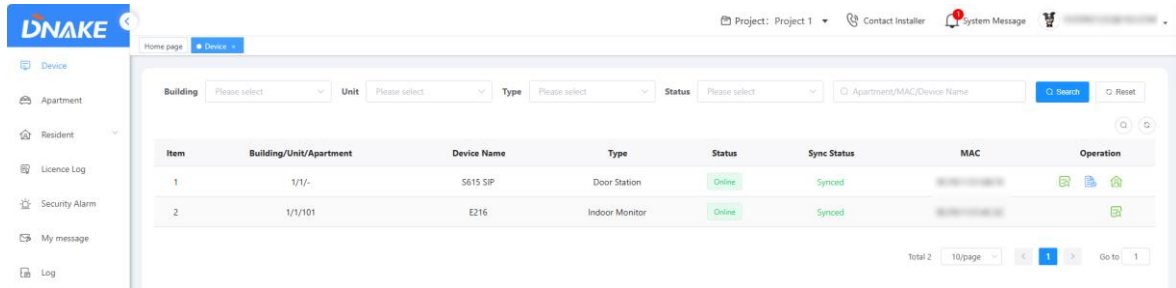 DNAKE
Project: Project 1
Contact Installer
1
System Message
Home page
Device ×
Device
Apartment
Resident
Licence Log
Security Alarm
My message
Log
Building Please select Unit Please select Type Please select Status Please select Apartment/MAC/Device Name Search Reset
Item Building/Unit/Apartment Device Name Type Status Sync Status MAC Operation
1 1/1/- S615 SIP Door Station Online Synced
2 1/1/101 E216 Indoor Monitor Online Synced
Total 2 10/page < 1 > Go to 1